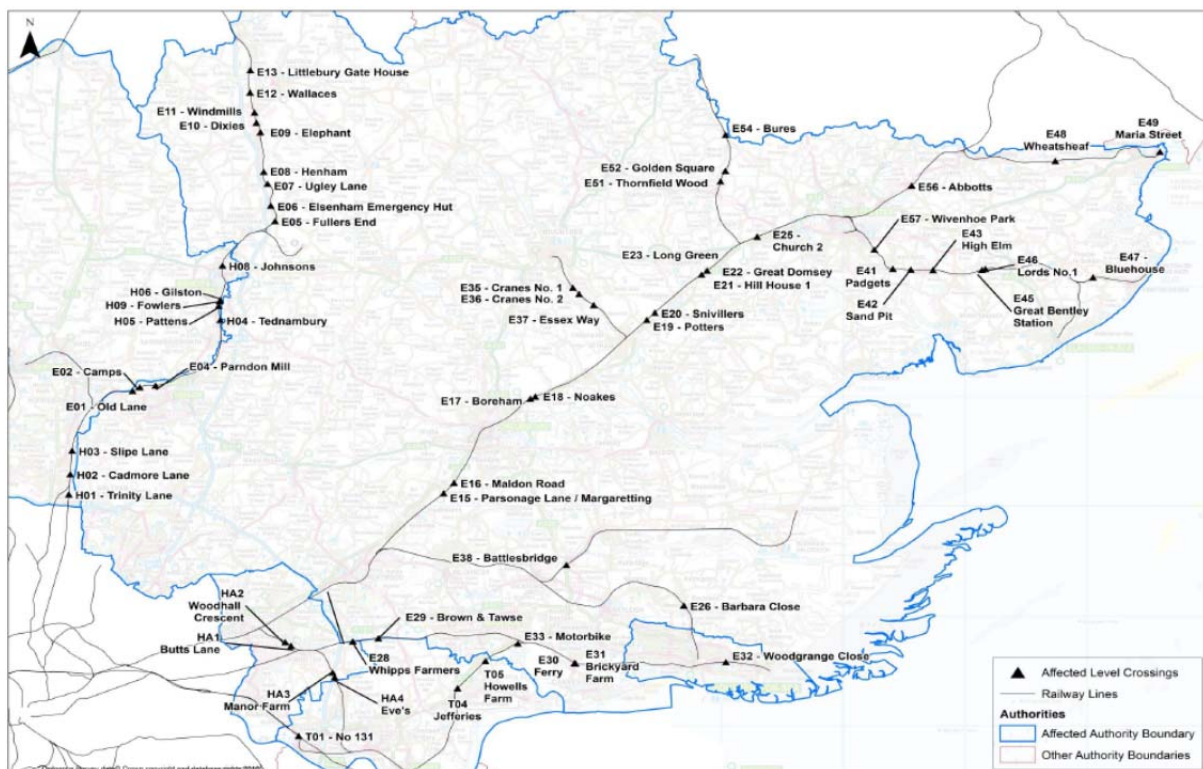 N
E13 - Littlebury Gate House
E12 - Wallaces
E11 - Windmills
E10 - Dixies
E09 - Elephant
E08 - Henham
E07 - Ugley Lane
E06 - Elsenham Emergency Hut
E05 - Fullers End
H08 - Johnsons
H06 - Gilston
H09 - Fowlers
H05 - Pattens
H04 - Tednambury
E02 - Camps
E04 - Parndon Mill
E01 - Old Lane
H03 - Slipe Lane
H02 - Cadmore Lane
H01 - Trinity Lane
E54 - Bures
E52 - Golden Square
E51 - Thornfield Wood
E49
Maria Street
E48
Wheatsheaf
E56 - Abbotts
E57 - Wivenhoe Park
E25 -
Church 2
E43
High Elm
E23 - Long Green
E22 - Great Domsey
E21 - Hill House 1
E41
Padgets
E42
Sand Pit
E46
Lords No.1
E47 -
Bluehouse
E45
Great Bentley
Station
E35 - Cranes No. 1
E36 - Cranes No. 2
E37 - Essex Way
E20 - Snivillers
E19 - Potters
E17 - Boreham
E18 - Noakes
E16 - Maldon Road
E15 - Parsonage Lane / Margaretting
E38 - Battlesbridge
E26 - Barbara Close
HA2
Woodhall
Crescent
HA1
Butts Lane
E29 - Brown & Tawse
E28
Whipps Farmers
E33 - Motorbike
E30
Ferry
E31
Brickyard
Farm
E32 - Woodgrange Close
T05
Howells
Farm
T04
Jefferies
HA3
Manor Farm
HA4
Eve's
T01 - No 131
Affected Level Crossings
Railway Lines
Authorities
Affected Authority Boundary
Other Authority Boundaries